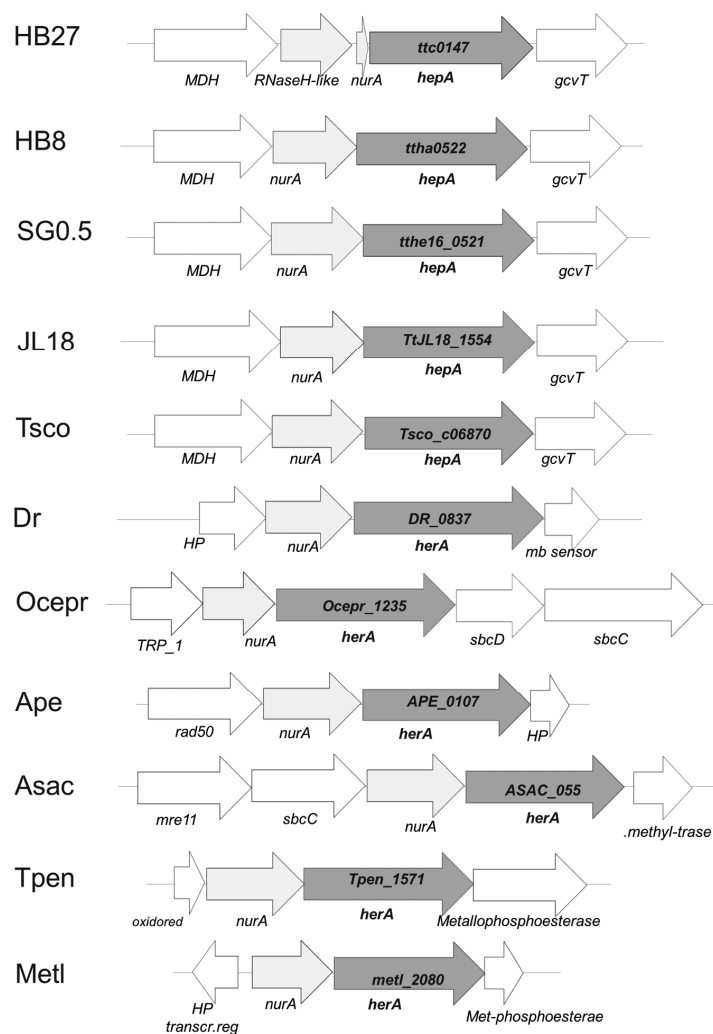 HB27
ttc0147
MDH RNaseH-like nurA hepA gcvT
HB8
ttha0522
MDH nurA hepA gcvT
SG0.5
tthe16_0521
MDH nurA hepA gcvT
JL18
TtJL18_1554
MDH nurA hepA gcvT
Tsco
Tsco_c06870
MDH nurA hepA gcvT
Dr
DR_0837
HP nurA herA mb sensor
Ocepr
Ocepr_1235
TRP_1 nurA herA sbcD sbcC
Ape
APE_0107
rad50 nurA herA HP
Asac
ASAC_055
mre11 sbcC nurA herA .methyl-trase
Tpen
Tpen_1571
oxidored nurA herA Metallophosphoesterase
Metl
metl_2080
HP nurA herA Met-phosphoesterae
transcr.reg